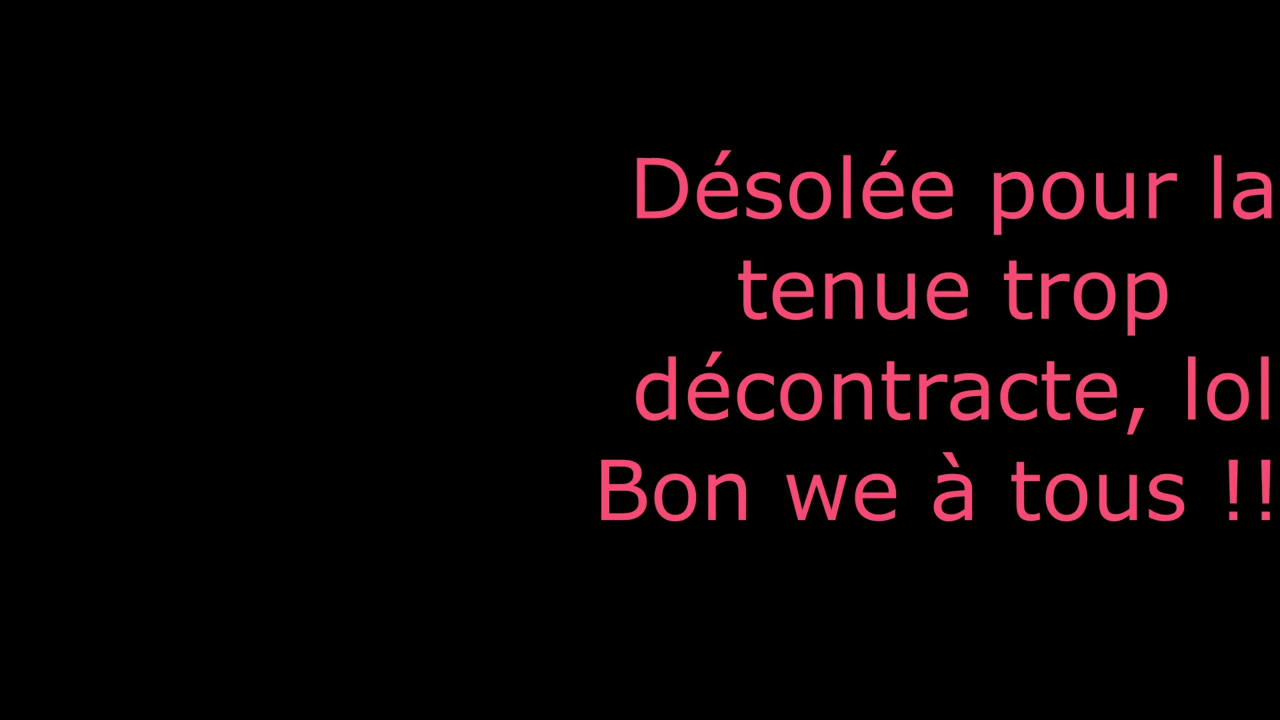 Désolée pour la
tenue trop
décontracte, lol
Bon we à tous !!